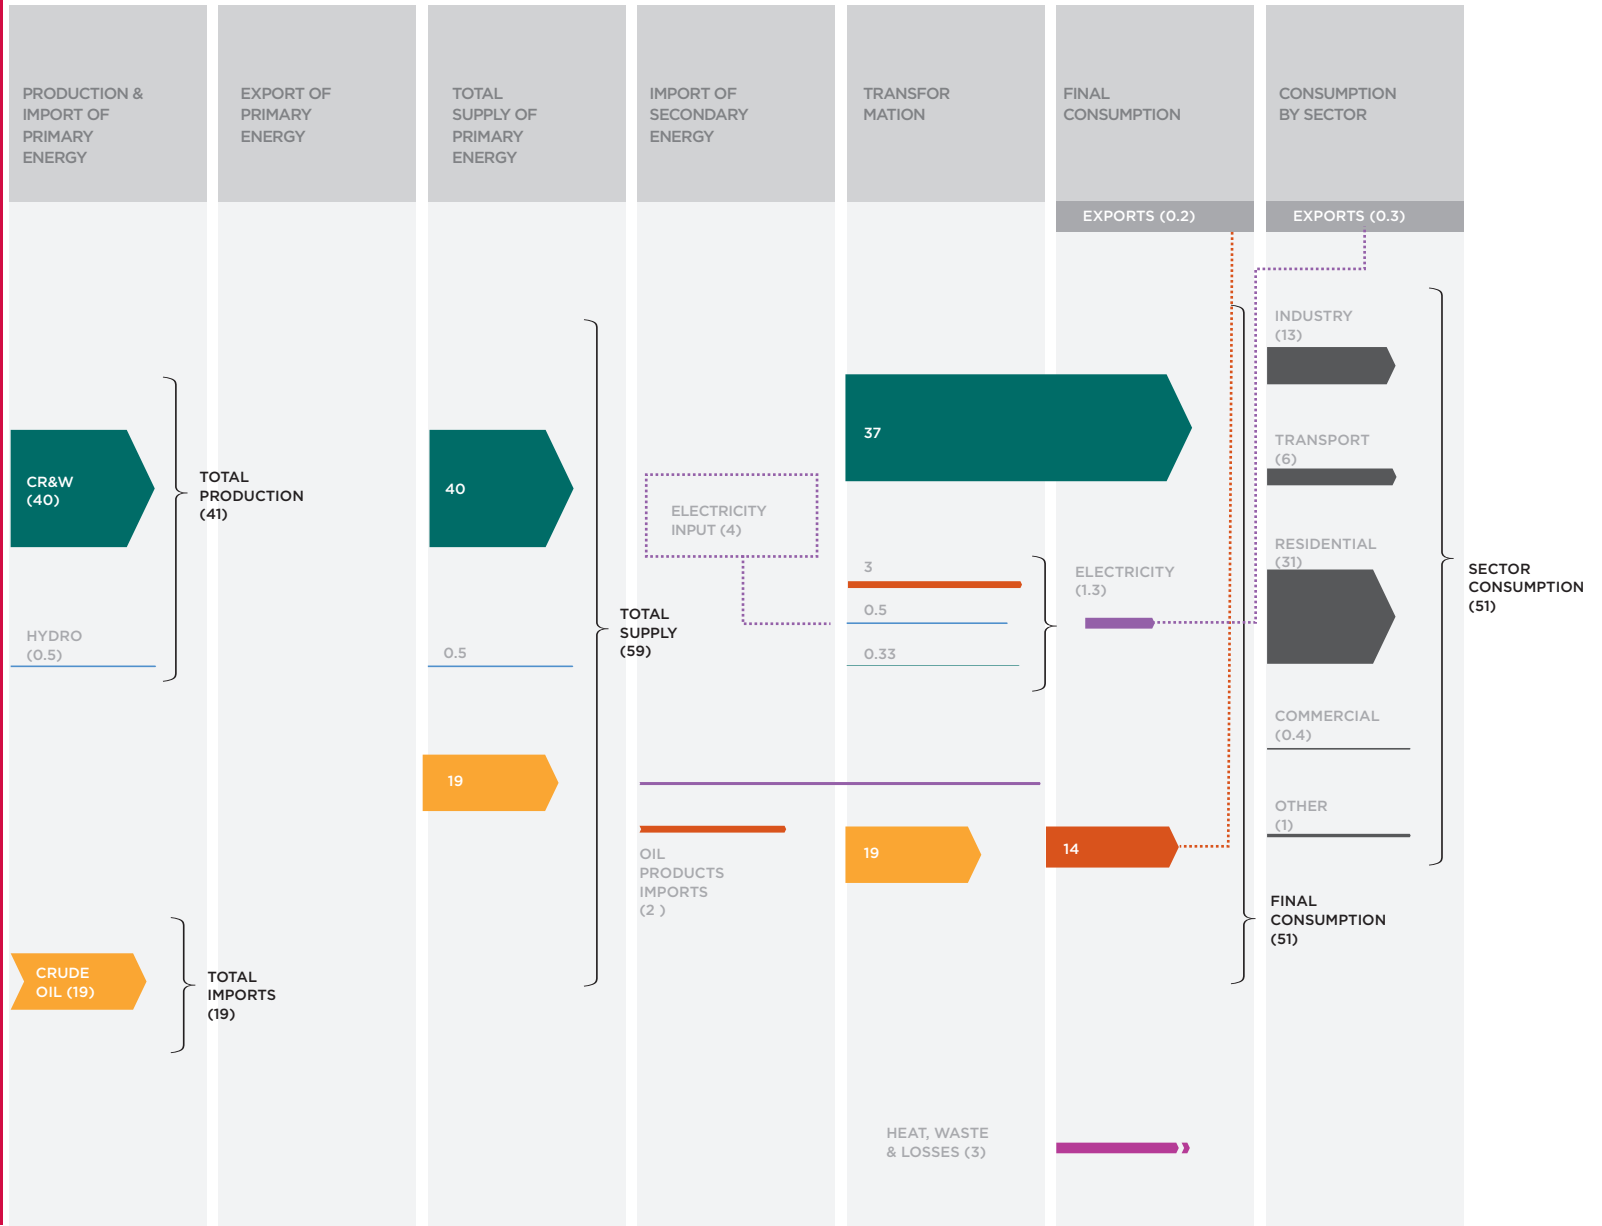 PRODUCTION &
IMPORT OF
PRIMARY
ENERGY
EXPORT OF
PRIMARY
ENERGY
TOTAL
SUPPLY OF
PRIMARY
ENERGY
IMPORT OF
SECONDARY
ENERGY
TRANSFOR
MATION
FINAL
CONSUMPTION
CONSUMPTION
BY SECTOR
EXPORTS (0.2)
EXPORTS (0.3)
CR&W
(40)
TOTAL
PRODUCTION
(41)
HYDRO
(0.5)
CRUDE
OIL (19)
TOTAL
IMPORTS
(19)
40
0.5
19
TOTAL
SUPPLY
(59)
ELECTRICITY
INPUT (4)
OIL
PRODUCTS
IMPORTS
(2 )
37
3
0.5
0.33
19
HEAT, WASTE
& LOSSES (3)
ELECTRICITY
(1.3)
14
FINAL
CONSUMPTION
(51)
INDUSTRY
(13)
TRANSPORT
(6)
RESIDENTIAL
(31)
COMMERCIAL
(0.4)
OTHER
(1)
SECTOR
CONSUMPTION
(51)